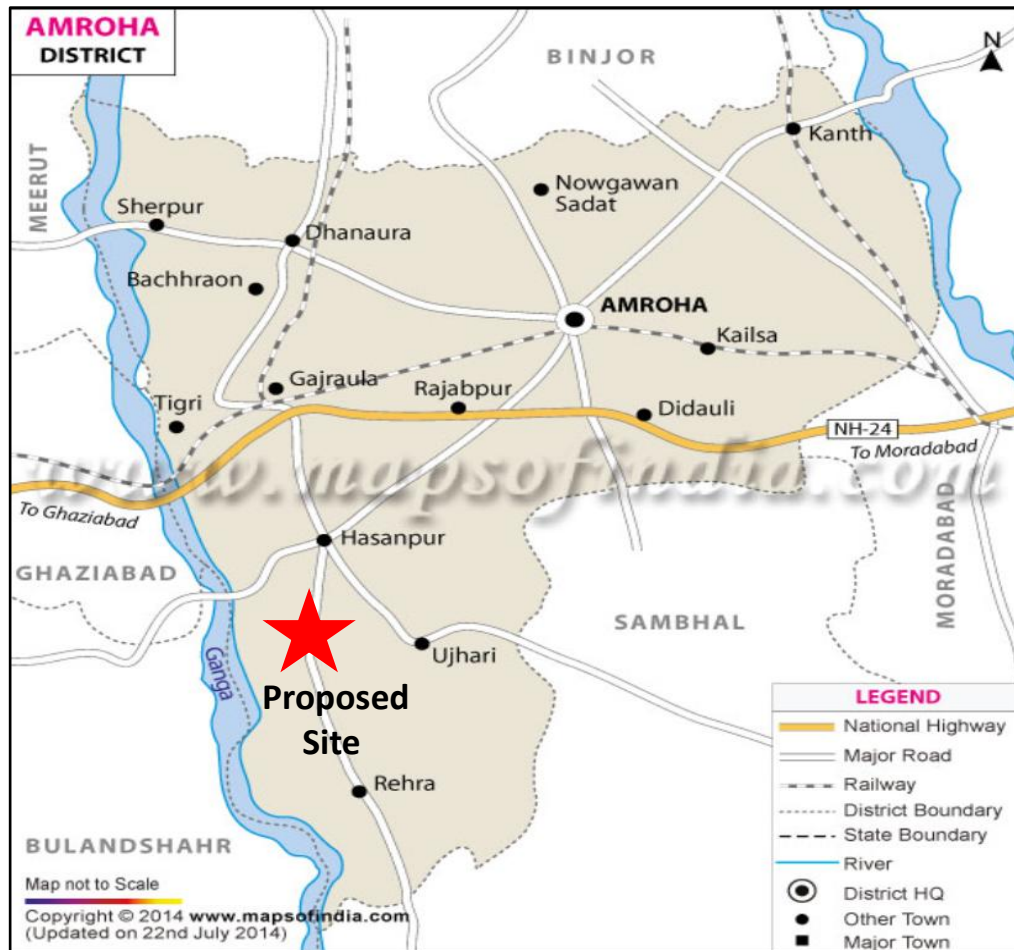 AMROHA
DISTRICT
N
BINJOR
MEERUT
Kanth
Nowgawan
Sadat
Sherpur
Dhanaura
Bachhraon
AMROHA
Kailsa
Gajraula
Rajabpur
Tigri
Didauli
NH-24
To Moradabad
www.mapsofindia.com
To Ghaziabad
Hasanpur
GHAZIABAD
MORADABAD
SAMBHAL
Ujhari
Ganga
Proposed
Site
Rehra
BULANDSHAHR
LEGEND
National Highway
Major Road
Railway
District Boundary
State Boundary
River
District HQ
Other Town
Major Town
Map not to Scale
Copyright © 2014 www.mapsofindia.com
(Updated on 22nd July 2014)